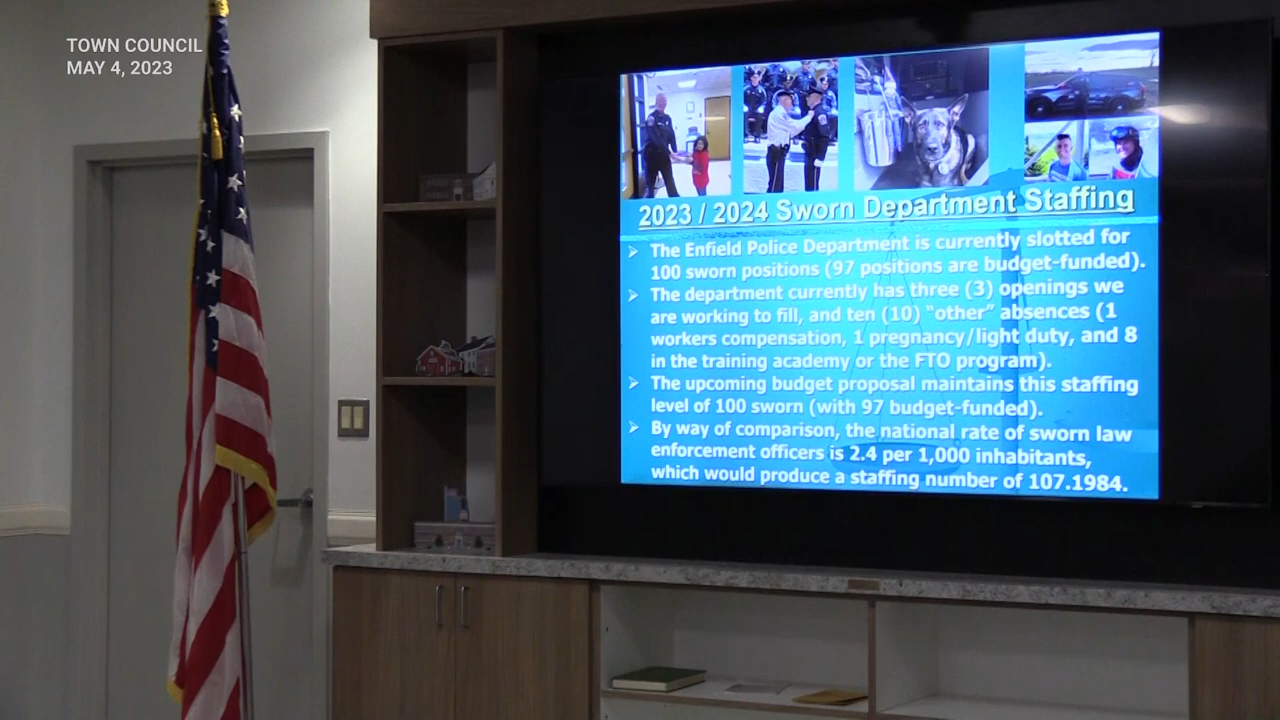 TOWN COUNCIL
MAY 4, 2023
2023 / 2024 Sworn Department Staffing
➢ The Enfield Police Department is currently slotted for
100 sworn positions (97 positions are budget-funded).
➢ The department currently has three (3) openings we
are working to fill, and ten (10) “other” absences (1
workers compensation, 1 pregnancy/light duty, and 8
in the training academy or the FTO program).
➢ The upcoming budget proposal maintains this staffing
level of 100 sworn (with 97 budget-funded).
➢ By way of comparison, the national rate of sworn law
enforcement officers is 2.4 per 1,000 inhabitants,
which would produce a staffing number of 107.1984.